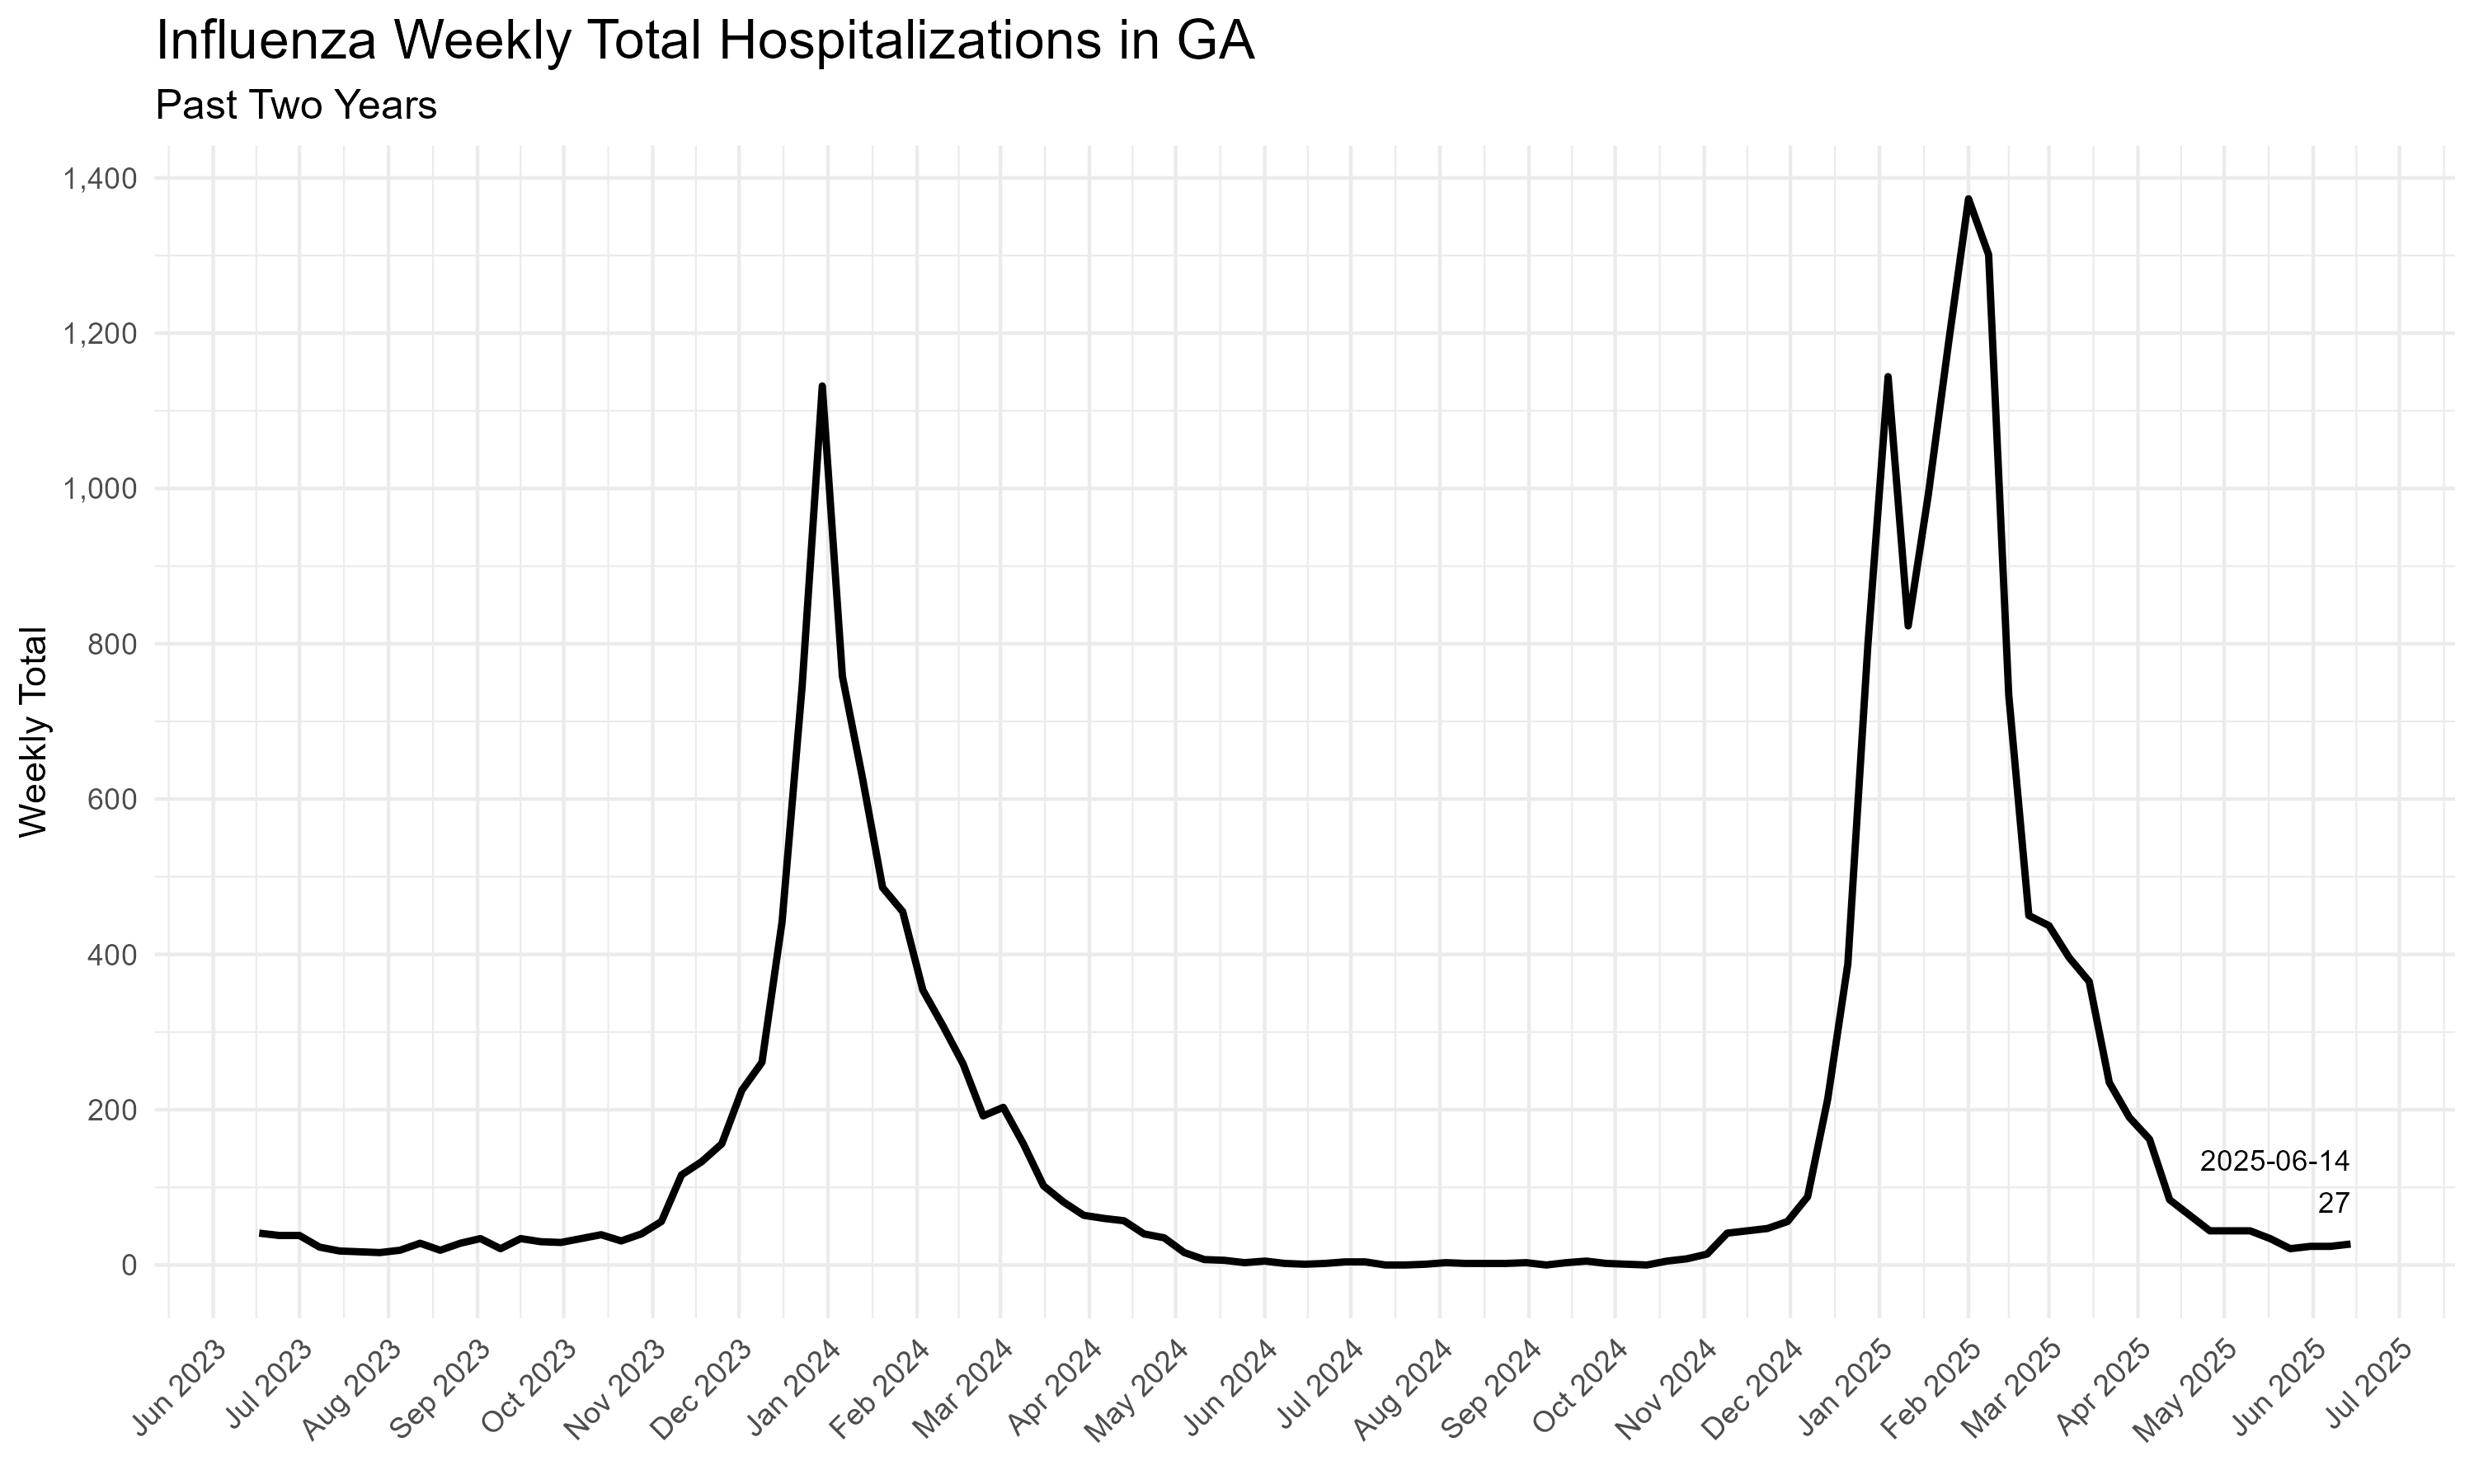 Influenza Weekly Total Hospitalizations in GA
Past Two Years
Weekly Total
1,400
1,200
1,000
800
600
400
200
0
2025-06-14
27
Jun 2023
Jul 2023
Aug 2023
Sep 2023
Oct 2023
Nov 2023
Dec 2023
Jan 2024
Feb 2024
Mar 2024
Apr 2024
May 2024
Jun 2024
Jul 2024
Aug 2024
Sep 2024
Oct 2024
Nov 2024
Dec 2024
Jan 2025
Feb 2025
Mar 2025
Apr 2025
May 2025
Jun 2025
Jul 2025